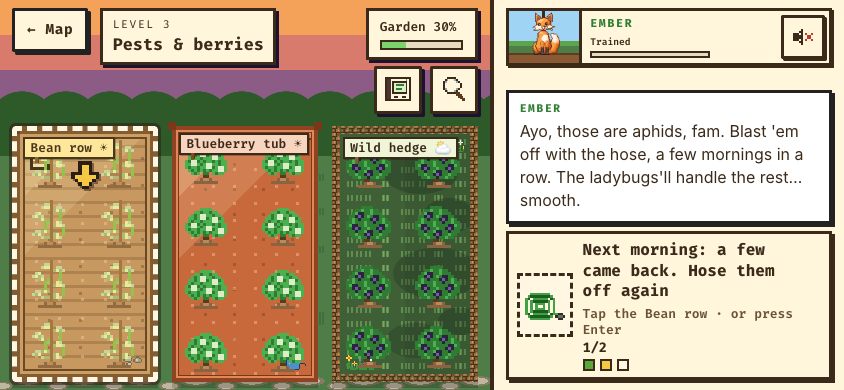 ← Map
LEVEL 3
Pests & berries
Garden 30%
Bean row ☀
Blueberry tub ☀
Wild hedge ⛅
EMBER
Trained
EMBER
Ayo, those are aphids, fam. Blast 'em
off with the hose, a few mornings in a
row. The ladybugs'll handle the rest...
smooth.
Next morning: a few
came back. Hose them
off again
Tap the Bean row · or press
Enter
1/2